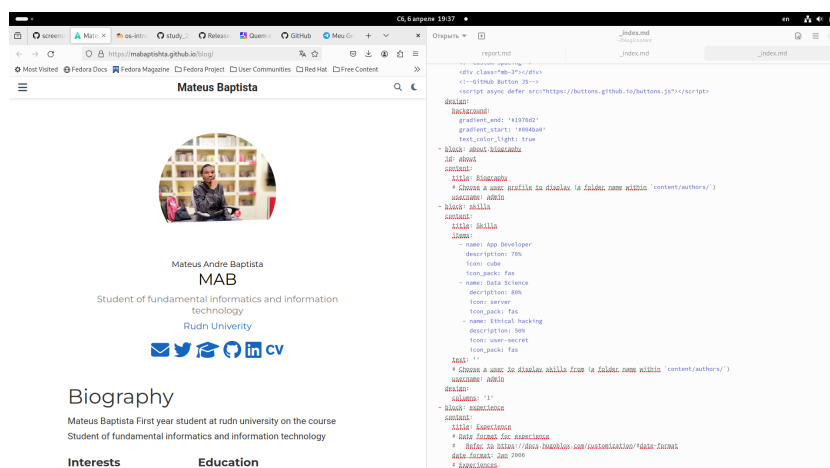 Сб, 6 апреля 19:37
en
Mate
os-intro
study_2
Release
GitHub
https://mabaptishta.github.io/blog/
Most Visited
Fedora Docs
Fedora Magazine
Fedora Project
User Communities
Red Hat
Free Content
Mateus Baptista
Mateus Andre Baptista
MAB
Student of fundamental informatics and information
technology
Rudn Univerity
CV
Biography
Mateus Baptista First year student at rudn university on the course
Student of fundamental informatics and information technology
Interests
Education
Открыть
_index.md
~/blog/content
report.md
_index.md
_index.md
<div class="mb-3"></div>
<!--GitHub Button JS-->
<script async defer src="https://buttons.github.io/buttons.js"></script>
design:
background:
gradient_end: '#1976d2'
gradient_start: '#004ba0'
text_color_light: true
- block: about.biography
id: about
content:
title: Biography
# Choose a user profile to display (a folder name within `content/authors/`)
username: admin
- block: skills
content:
title: Skills
items:
- name: App Developer
description: 70%
icon: cube
icon_pack: fas
- name: Data Science
decription: 80%
icon: server
icon_pack: fas
- name: Ethical hacking
description: 50%
icon: user-secret
icon_pack: fas
text: ''
# Choose a user to display skills from (a folder name within `content/authors/`)
username: admin
design:
columns: '1'
- block: experience
content:
title: Experience
# Date format for experience
# Refer to https://docs.hugoblox.com/customization/#date-format
date_format: Jan 2006
# Experiences.